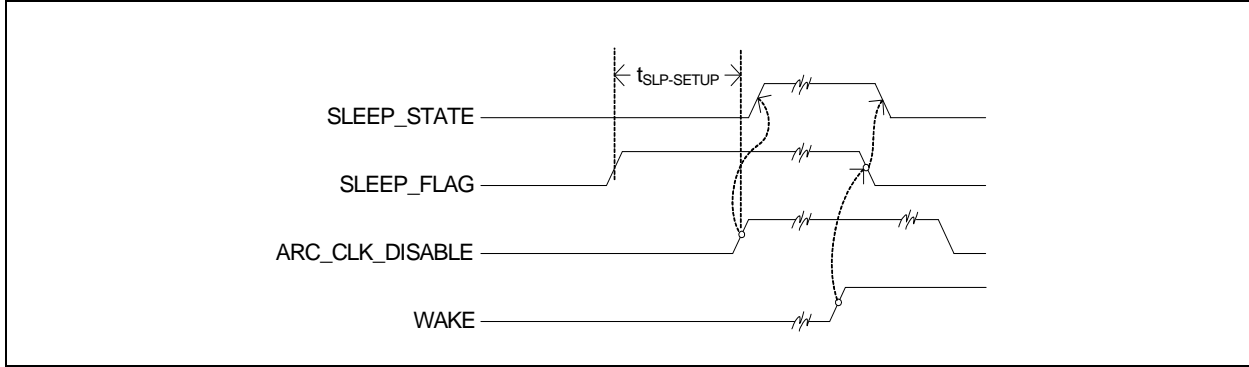 tSLP-SETUP
SLEEP_STATE
SLEEP_FLAG
ARC_CLK_DISABLE
WAKE